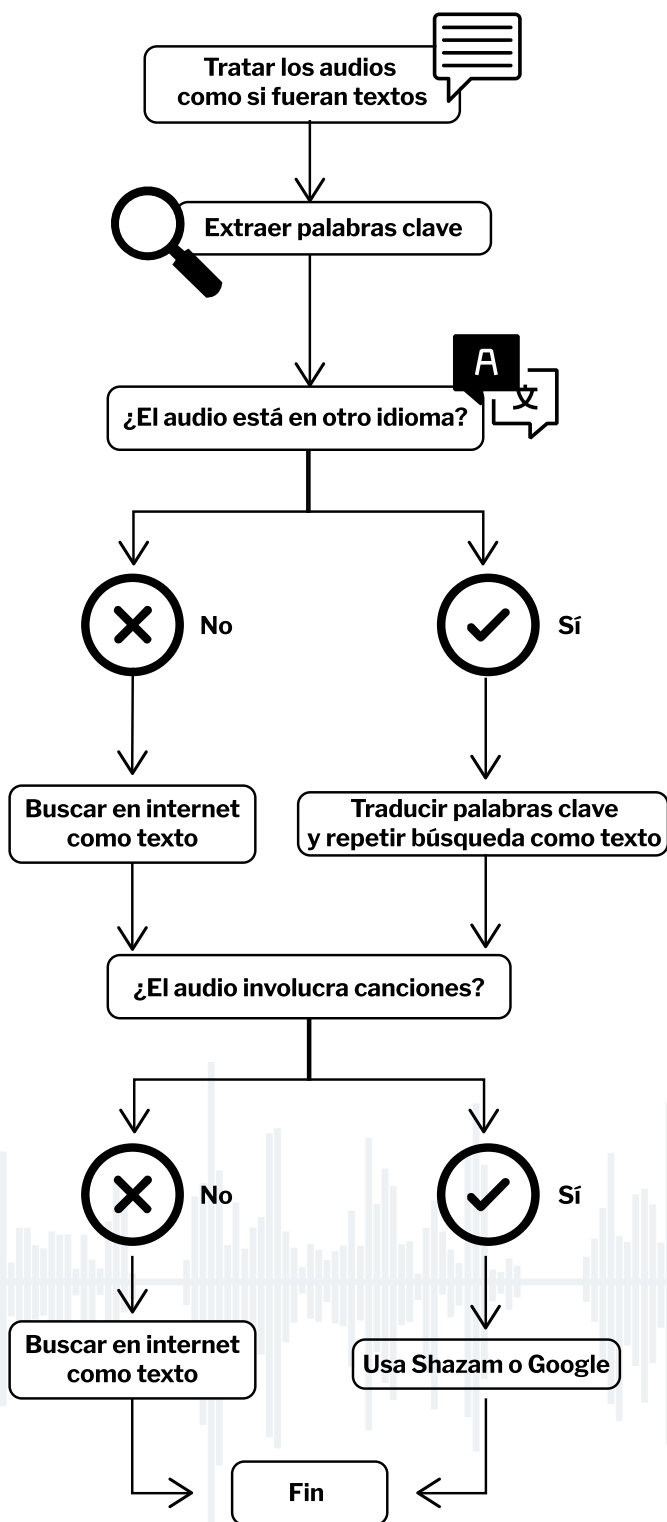 Tratar los audios
como si fueran textos
Extraer palabras clave
A
文
¿El audio está en otro idioma?
No
Sí
Buscar en internet
como texto
Traducir palabras clave
y repetir búsqueda como texto
¿El audio involucra canciones?
No
Sí
Buscar en internet
como texto
Usa Shazam o Google
Fin